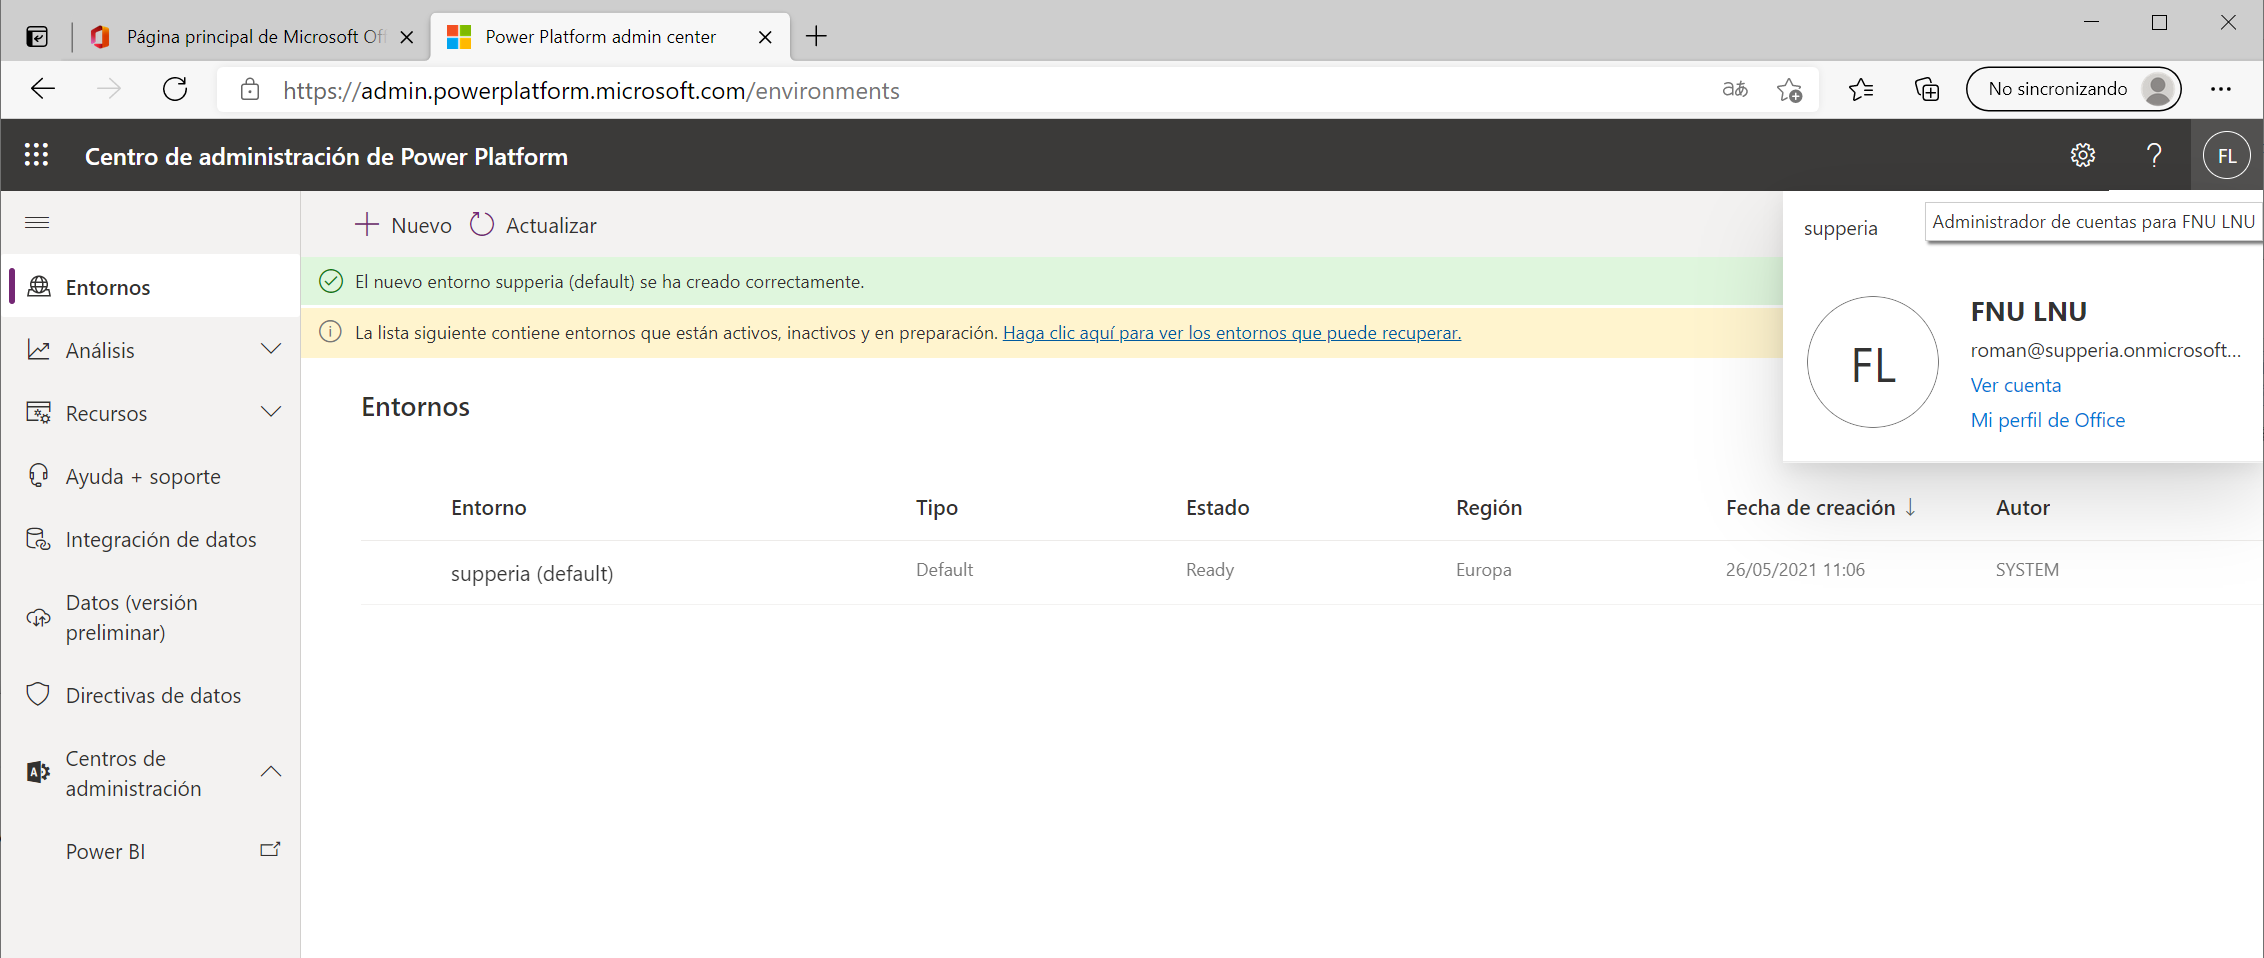 Página principal de Microsoft Of
Power Platform admin center
https://admin.powerplatform.microsoft.com/environments
aあ
No sincronizando
Centro de administración de Power Platform
FL
Nuevo
Actualizar
supperia
Administrador de cuentas para FNU LNU
Entornos
El nuevo entorno supperia (default) se ha creado correctamente.
La lista siguiente contiene entornos que están activos, inactivos y en preparación. Haga clic aquí para ver los entornos que puede recuperar.
FL
FNU LNU
roman@supperia.onmicrosoft...
Ver cuenta
Mi perfil de Office
Análisis
Recursos
Ayuda + soporte
Integración de datos
Datos (versión
preliminar)
Directivas de datos
Centros de
administración
Power BI
Entornos
Entorno Tipo Estado Región Fecha de creación ↓ Autor
supperia (default) Default Ready Europa 26/05/2021 11:06 SYSTEM